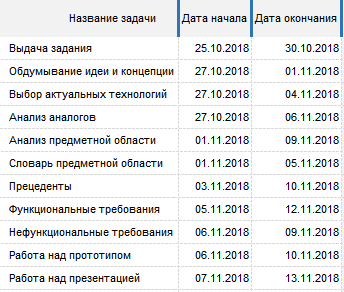 Название задачи Дата начала Дата окончания
Выдача задания 25.10.2018 30.10.2018
Обдумывание идеи и концепции 27.10.2018 01.11.2018
Выбор актуальных технологий 27.10.2018 04.11.2018
Анализ аналогов 27.10.2018 06.11.2018
Анализ предметной области 01.11.2018 09.11.2018
Словарь предметной области 01.11.2018 05.11.2018
Прецеденты 03.11.2018 10.11.2018
Функциональные требования 05.11.2018 12.11.2018
Нефункциональные требования 06.11.2018 09.11.2018
Работа над прототипом 06.11.2018 10.11.2018
Работа над презентацией 07.11.2018 13.11.2018